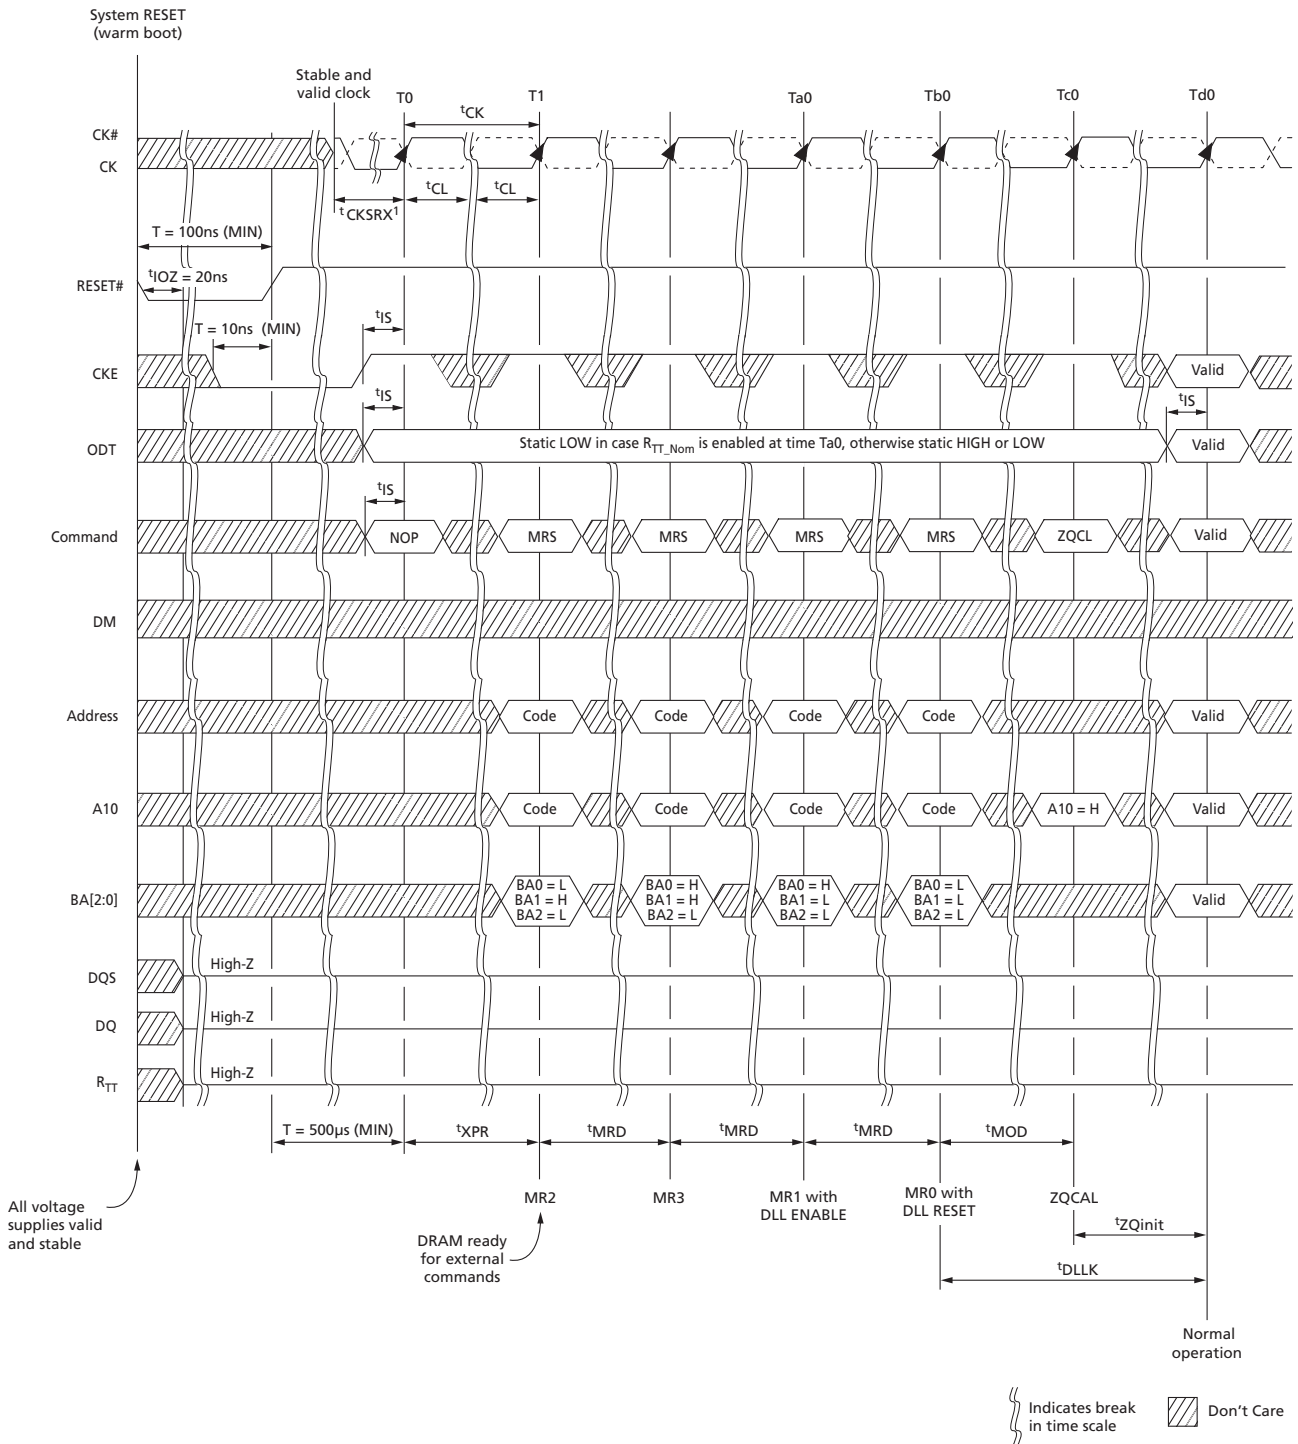 System RESET
(warm boot)
Stable and
valid clock
T0
T1
Ta0
Tb0
Tc0
Td0
tCK
CK#
CK
tCKSRX1
tCL
tCL
T = 100ns (MIN)
tIOZ = 20ns
RESET#
T = 10ns (MIN)
tIS
CKE
Valid
tIS
tIS
ODT
Static LOW in case RTT_Nom is enabled at time Ta0, otherwise static HIGH or LOW
Valid
tIS
Command
NOP
MRS
MRS
MRS
MRS
ZQCL
Valid
DM
Address
Code
Code
Code
Code
Valid
A10
Code
Code
Code
Code
A10 = H
Valid
BA[2:0]
BA0 = L
BA1 = H
BA2 = L
BA0 = H
BA1 = H
BA2 = L
BA0 = H
BA1 = L
BA2 = L
BA0 = L
BA1 = L
BA2 = L
Valid
DQS
High-Z
DQ
High-Z
RTT
High-Z
T = 500µs (MIN)
tXPR
tMRD
tMRD
tMRD
tMOD
All voltage
supplies valid
and stable
MR2
MR3
MR1 with
DLL ENABLE
MR0 with
DLL RESET
ZQCAL
DRAM ready
for external
commands
tZQinit
tDLLK
Normal
operation
Indicates break
in time scale
Don't Care